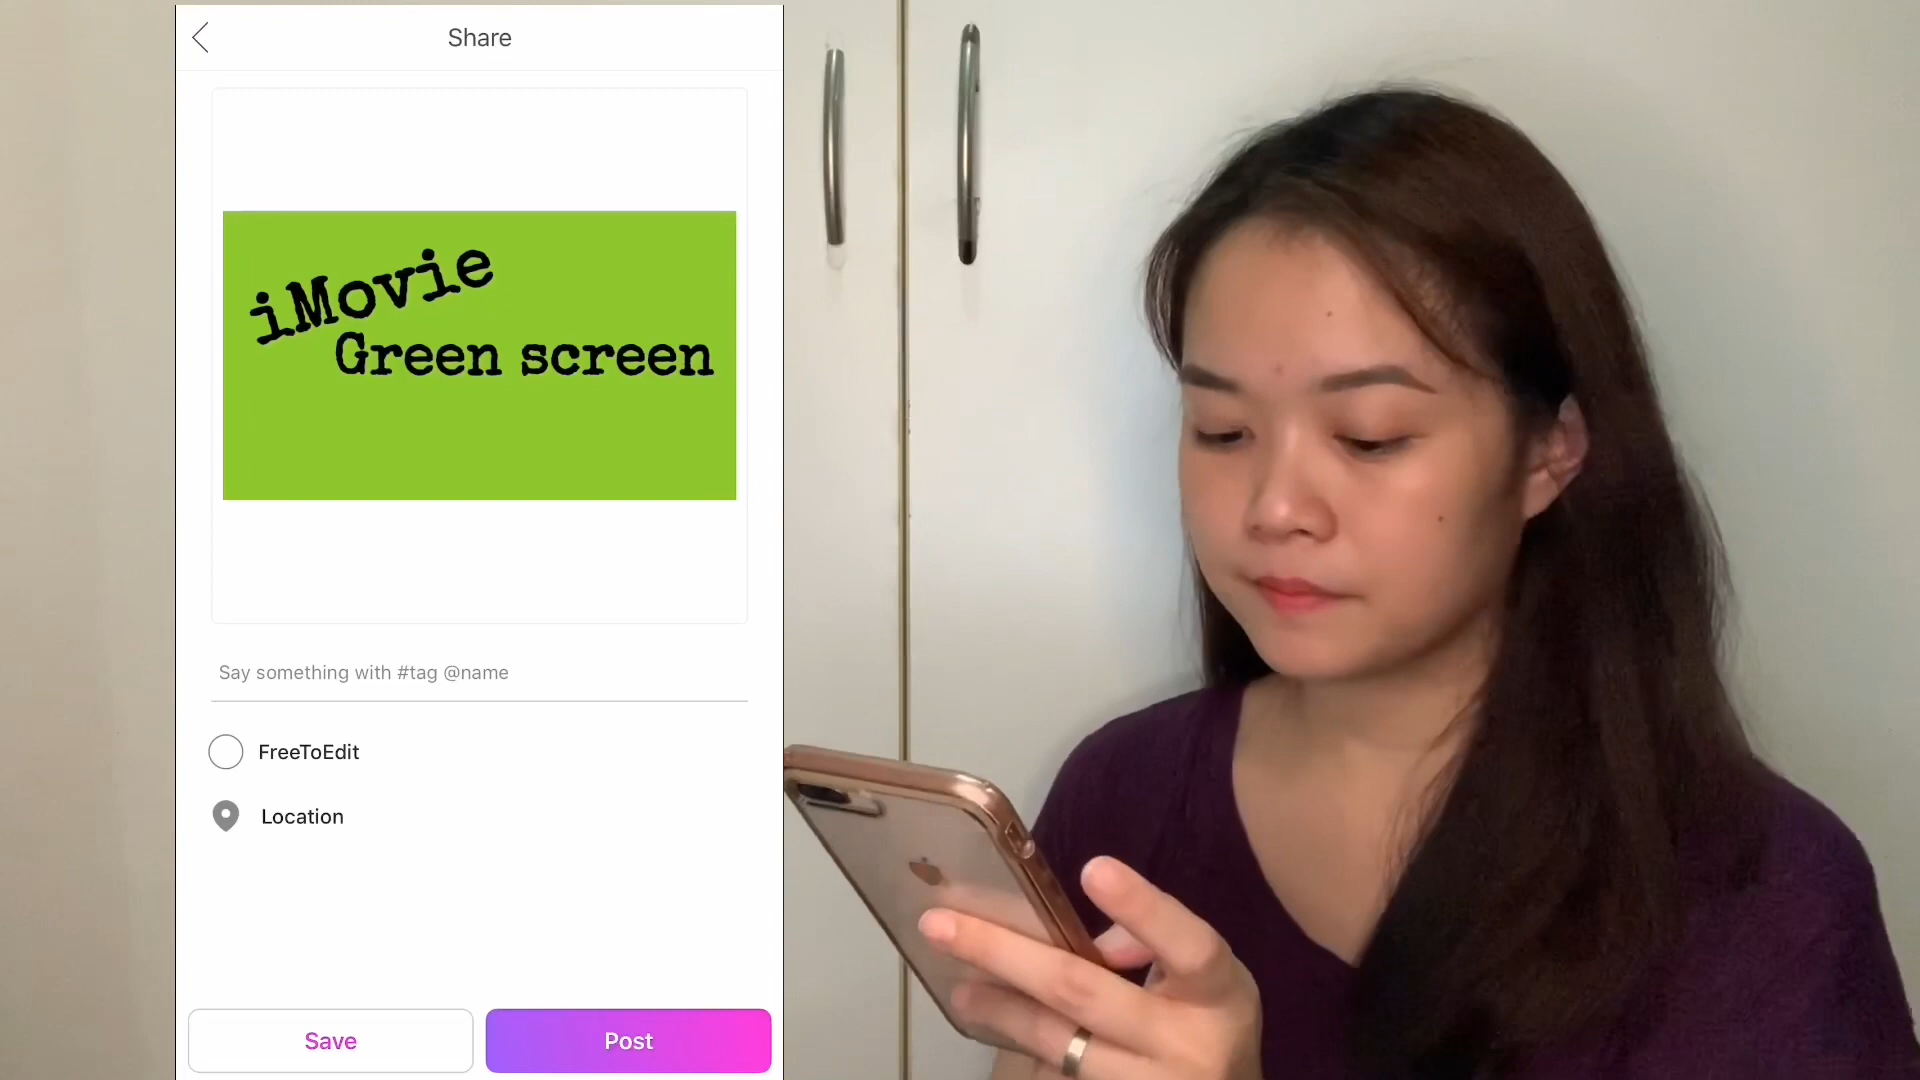 Share
iMovie
Green screen
Say something with #tag @name
FreeToEdit
Location
Save
Post